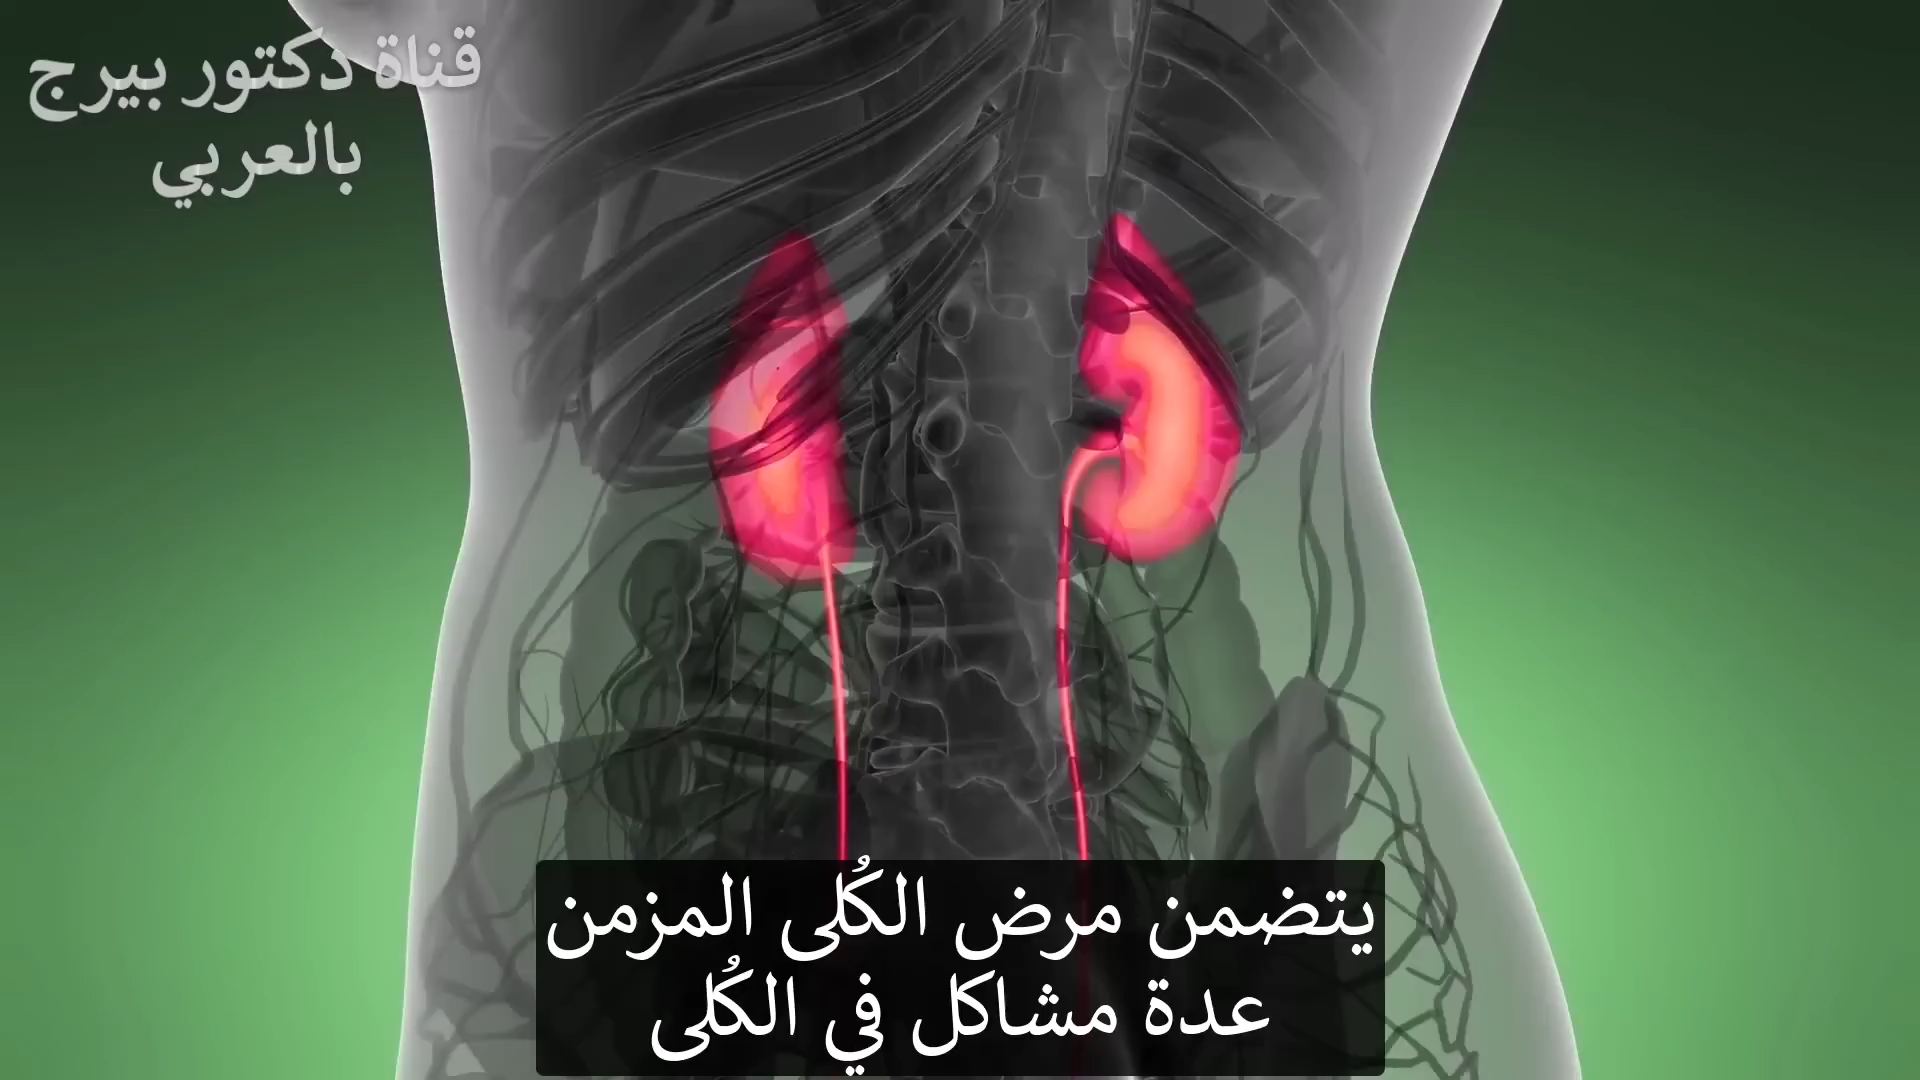 قناة دكتور بيرج
بالعربي
يتضمن مرض الكُلى المزمن
عدة مشاكل في الكُلى